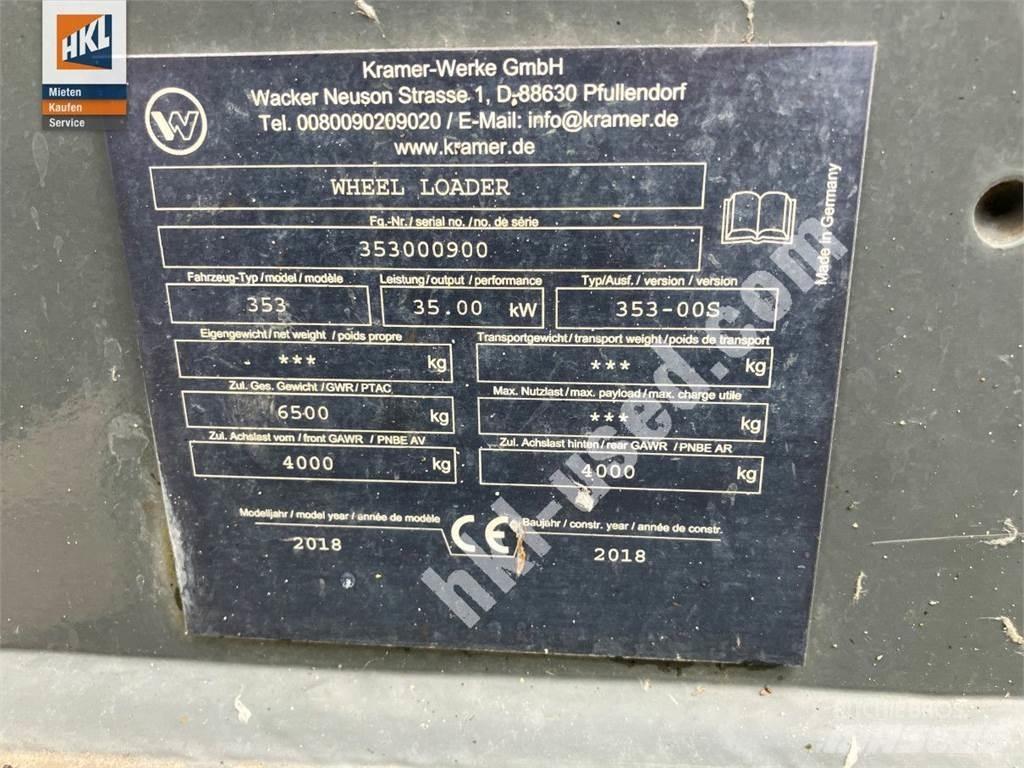 HKL
Mieten
Kaufen
Service
Kramer-Werke GmbH
Wacker Neuson Strasse 1, D-88630 Pfullendorf
Tel. 0080090209020 / E-Mail: info@kramer.de
www.kramer.de
WHEEL LOADER
Made in Germany
Fg.-Nr. / serial no. / no. de série
353000900
Fahrzeug-Typ / model / modèle Leistung / output / performance Typ/Ausf. / version / version
353 35.00 kW 353-00S
Eigengewicht / net weight / poids propre Transportgewicht / transport weight / poids de transport
*** kg *** kg
Zul. Ges. Gewicht / GWR / PTAC Max. Nutzlast / max. payload / max. charge utile
6500 kg *** kg
Zul. Achslast vorn / front GAWR / PNBE AV Zul. Achslast hinten / rear GAWR / PNBE AR
4000 kg 4000 kg
Modelljahr / model year / année de modèle CE Baujahr / constr. year / année de constr.
2018 2018
hkl-used.com
RITCHIE BROS